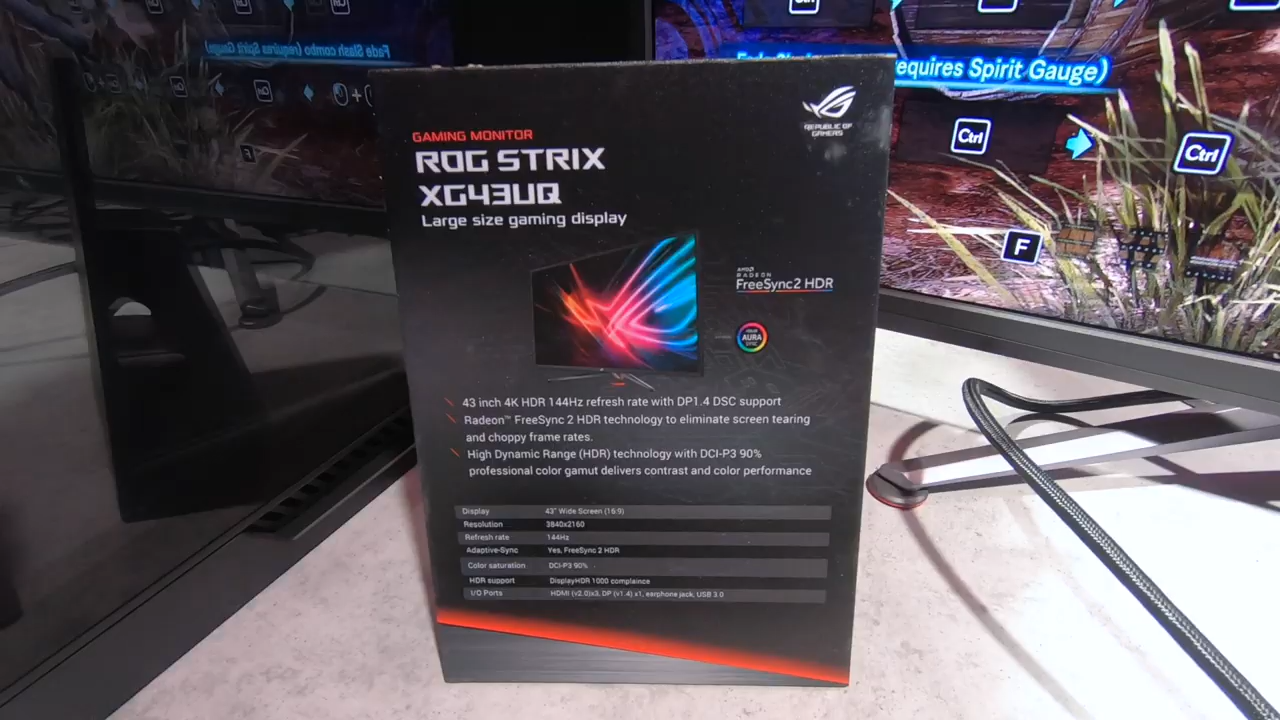 Fade Slash combo (requires Spirit Gauge)
equires Spirit Gauge)
Ctrl
Ctrl
F
REPUBLIC OF
GAMERS
GAMING MONITOR
ROG STRIX
XG43UQ
Large size gaming display
AMD
RADEON
FreeSync2 HDR
AURA
SYNC
43 inch 4K HDR 144Hz refresh rate with DP1.4 DSC support
Radeon™ FreeSync 2 HDR technology to eliminate screen tearing
and choppy frame rates.
High Dynamic Range (HDR) technology with DCI-P3 90%
professional color gamut delivers contrast and color performance
Display 43" Wide Screen (16:9)
Resolution 3840x2160
Refresh rate 144Hz
Adaptive-Sync Yes, FreeSync 2 HDR
Color saturation DCI-P3 90%
HDR support DisplayHDR 1000 complaince
I/O Ports HDMI (v2.0)x3, DP (v1.4) x1, earphone jack, USB 3.0